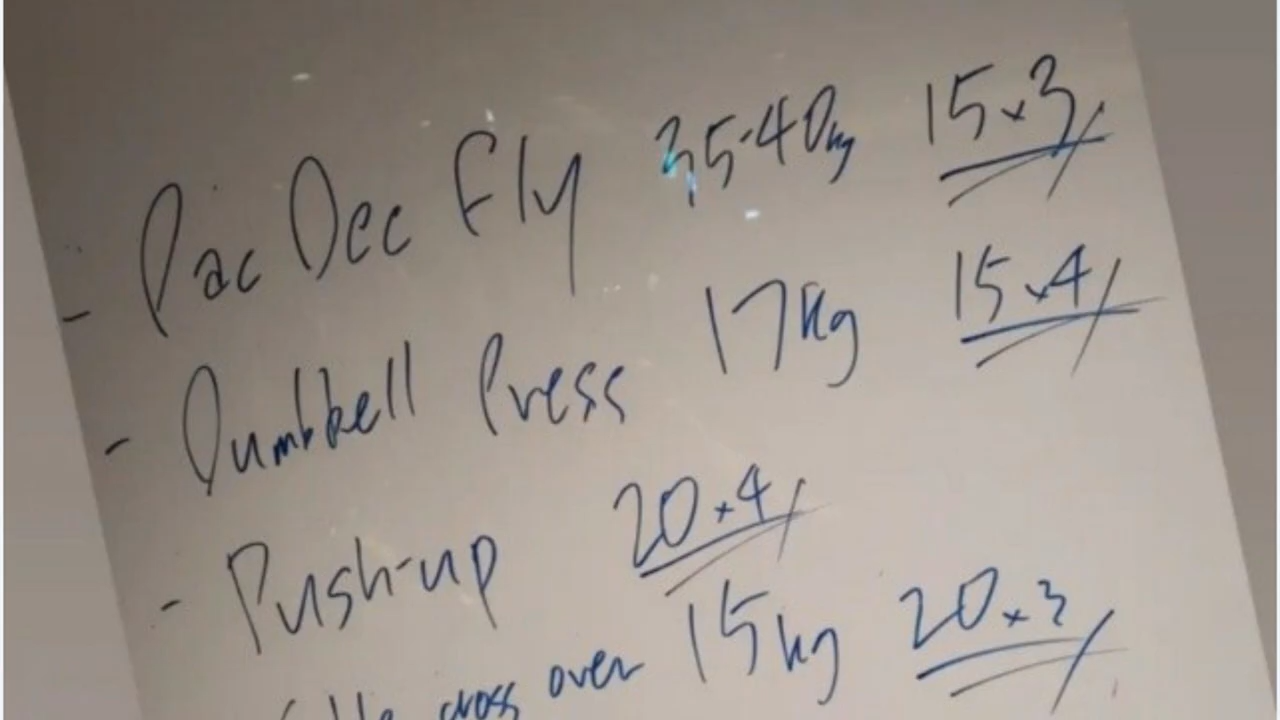 - Pac Dec Fly 35-40kg 15x3
- Dumbbell Press 17kg 15x4
- Push-up 20x4
cross over 15kg 20x3